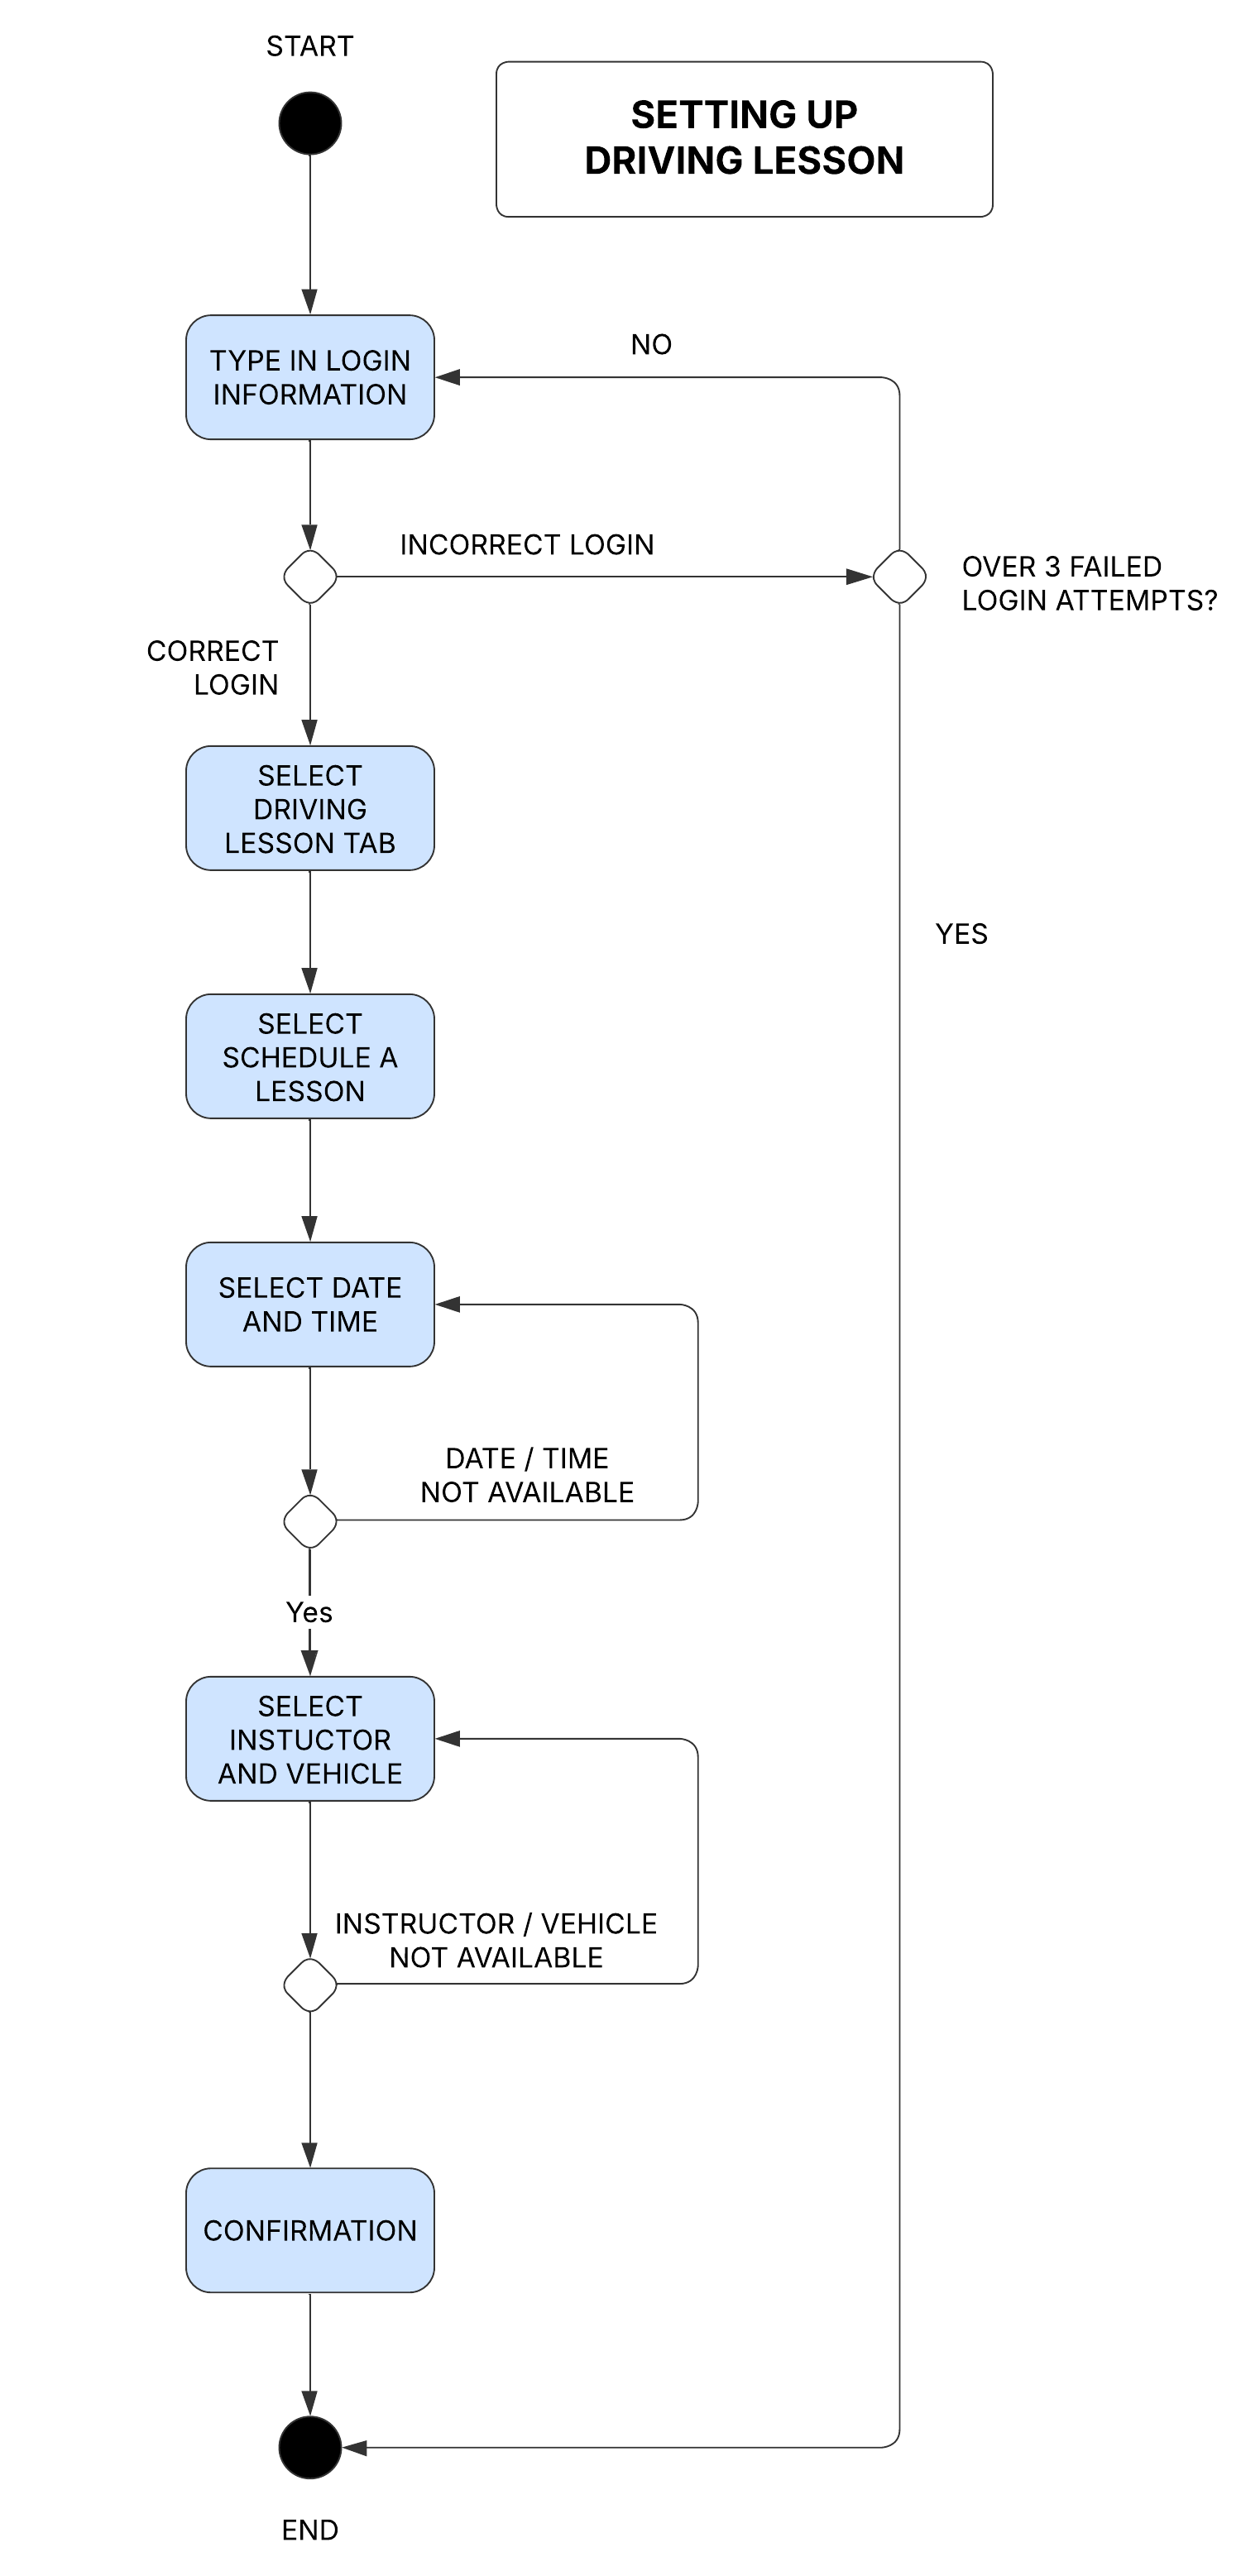 START
SETTING UP
DRIVING LESSON
TYPE IN LOGIN
INFORMATION
NO
INCORRECT LOGIN
OVER 3 FAILED
LOGIN ATTEMPTS?
CORRECT
LOGIN
SELECT
DRIVING
LESSON TAB
YES
SELECT
SCHEDULE A
LESSON
SELECT DATE
AND TIME
DATE / TIME
NOT AVAILABLE
Yes
SELECT
INSTUCTOR
AND VEHICLE
INSTRUCTOR / VEHICLE
NOT AVAILABLE
CONFIRMATION
END